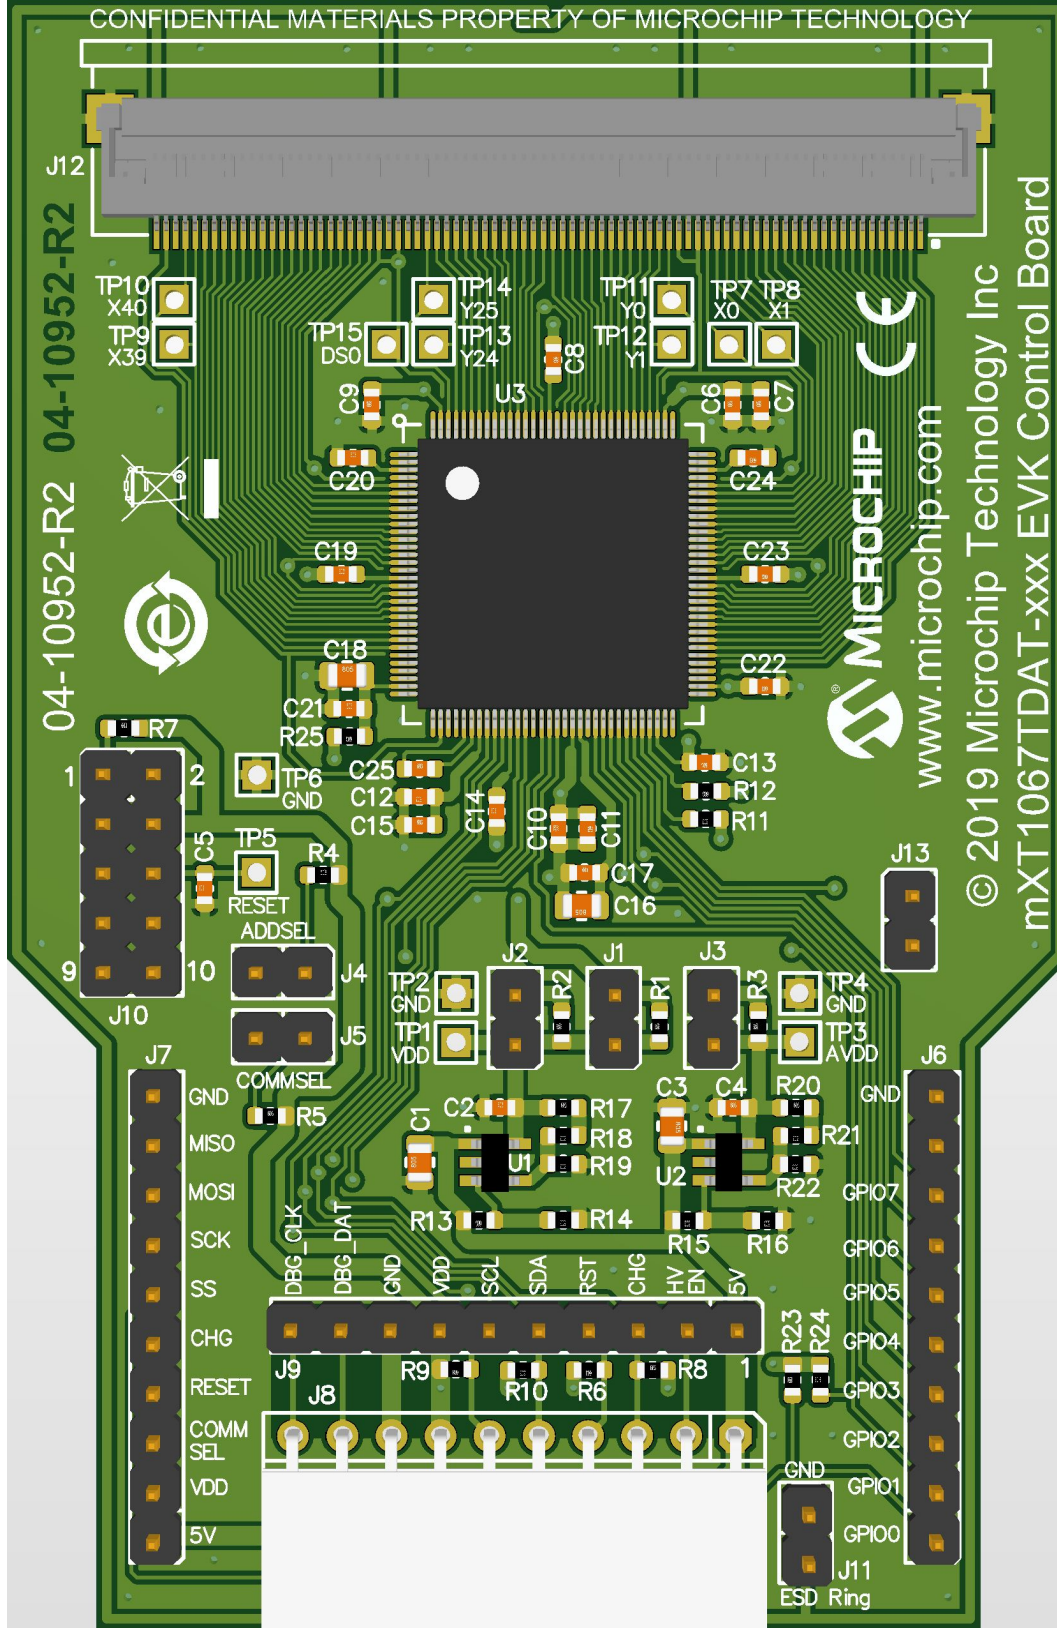 CONFIDENTIAL MATERIALS PROPERTY OF MICROCHIP TECHNOLOGY
J12
04-10952-R2
04-10952-R2
© 2019 Microchip Technology Inc
mXT1067TDAT-xxx EVK Control Board
www.microchip.com
MICROCHIP
®
CE
TP10
X40
TP9
X39
TP14
Y25
TP15
DS0
TP13
Y24
TP11
Y0
TP12
Y1
TP7
X0
TP8
X1
C8
U3
C9
C6
C7
C20
C24
C19
C23
e
C18
C22
C21
R25
R7
1
2
TP6
GND
C25
C12
C15
C14
C10
C11
C13
R12
R11
C5
TP5
RESET
R4
C17
C16
J13
ADDSEL
J4
9
10
J10
J5
COMMSEL
R5
TP2
GND
TP1
VDD
J2
R2
J1
R1
J3
R3
TP4
GND
TP3
AVDD
J7
GND
MISO
MOSI
SCK
SS
CHG
RESET
COMM
SEL
VDD
5V
C1
C2
U1
R17
R18
R19
R13
R14
C3
C4
U2
R20
R21
R22
R15
R16
J6
GND
GPIO7
GPIO6
GPIO5
GPIO4
GPIO3
GPIO2
GPIO1
GPIO0
DBG_CLK
DBG_DAT
GND
VDD
SCL
SDA
RST
CHG
HV
EN
5V
J9
R9
R10
R6
R8
1
J8
R23
R24
GND
J11
ESD Ring